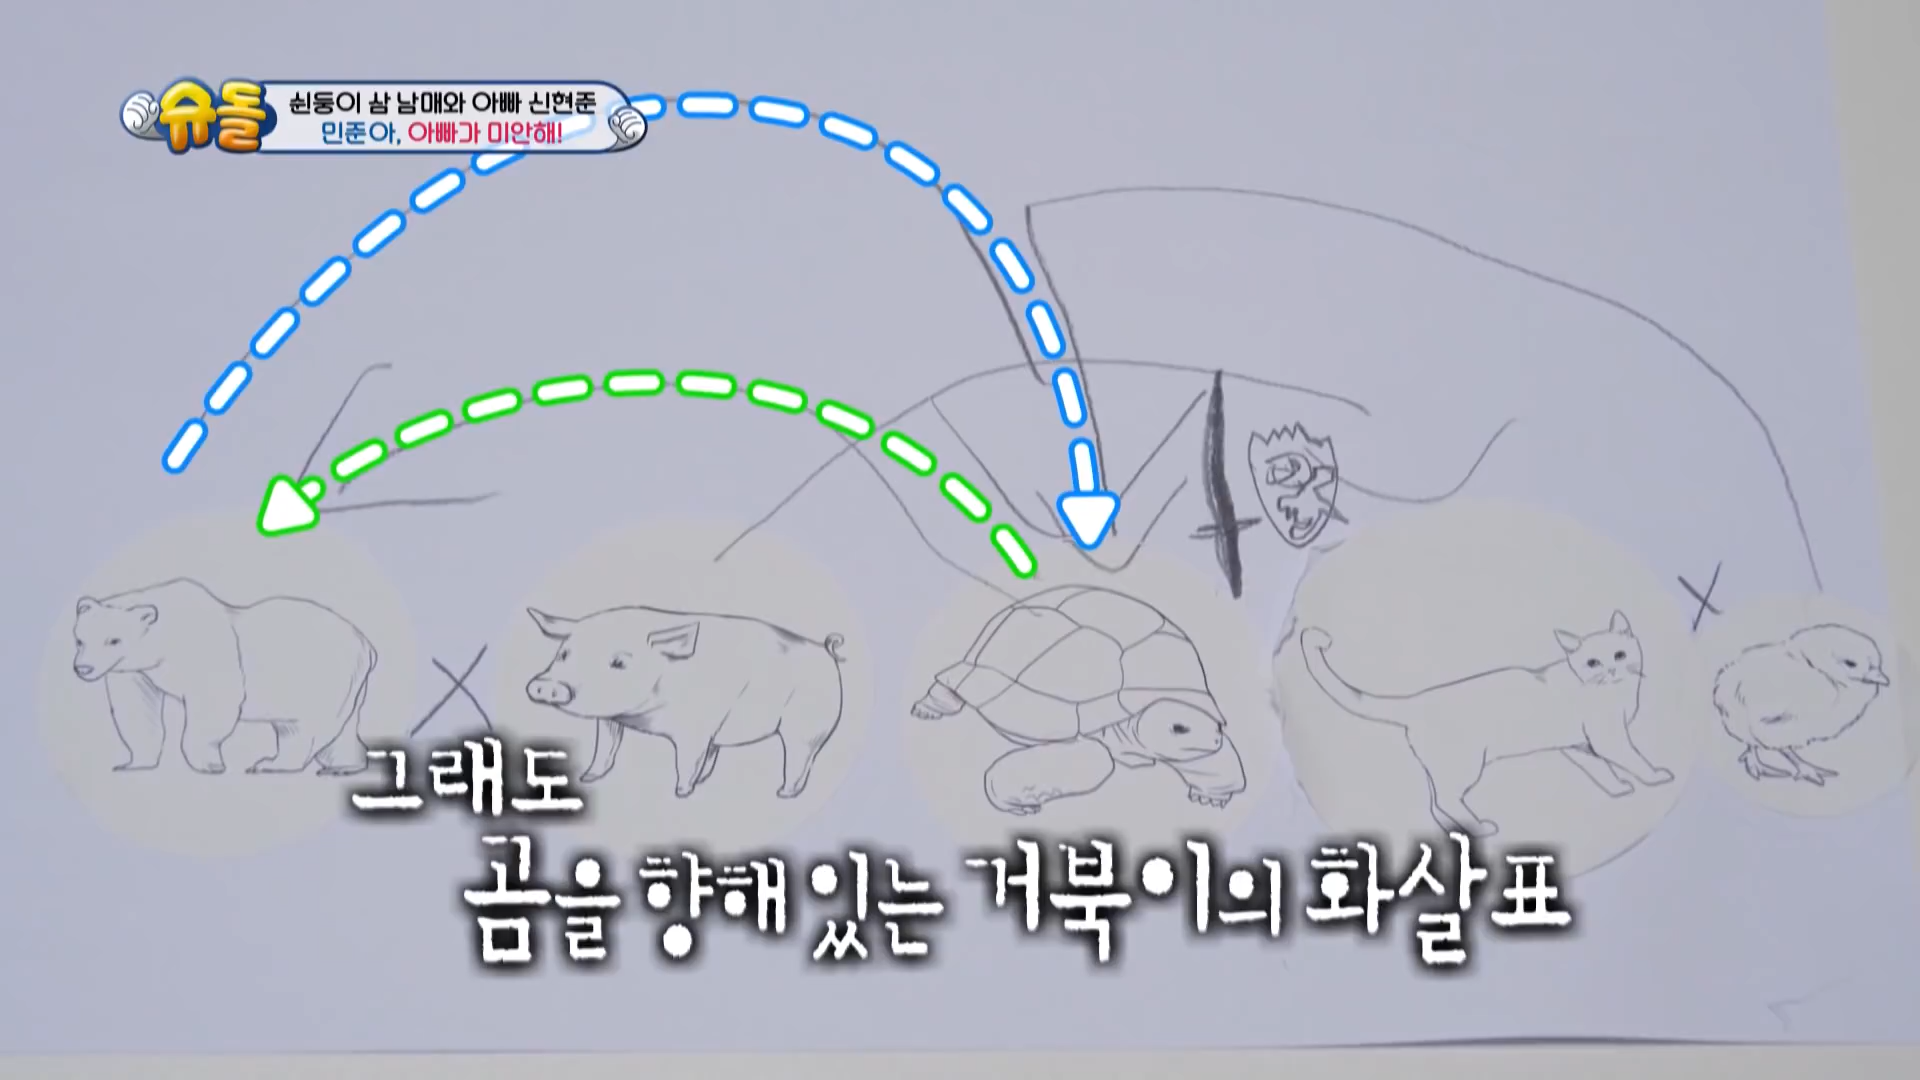 슈돌
쉰둥이 삼 남매와 아빠 신현준
민준아, 아빠가 미안해!
그래도
곰을 향해 있는 거북이의 화살표